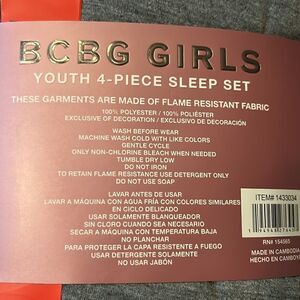 BCBG GIRLS
YOUTH 4-PIECE SLEEP SET
THESE GARMENTS ARE MADE OF FLAME RESISTANT FABRIC
100% POLYESTER / 100% POLIÉSTER
EXCLUSIVE OF DECORATION / EXCLUSIVO DE DECORACIÓN
WASH BEFORE WEAR
MACHINE WASH COLD WITH LIKE COLORS
GENTLE CYCLE
ONLY NON-CHLORINE BLEACH WHEN NEEDED
TUMBLE DRY LOW
DO NOT IRON
TO RETAIN FLAME RESISTANCE USE DETERGENT ONLY
DO NOT USE SOAP
LAVAR ANTES DE USAR
LAVAR A MÁQUINA CON AGUA FRÍA CON COLORES SIMILARES
EN CICLO DELICADO
USAR SOLAMENTE BLANQUEADOR
SIN CLORO CUANDO SEA NECESARIO
SECAR A MÁQUINA CON TEMPERATURA BAJA
NO PLANCHAR
PARA PROTEGER LA CAPA RESISTENTE A FUEGO
USAR DETERGENTE SOLAMENTE
NO USAR JABÓN
ITEM# 1433034
RN# 154565
MADE IN CAMBODIA
HECHO EN CAMBOYA